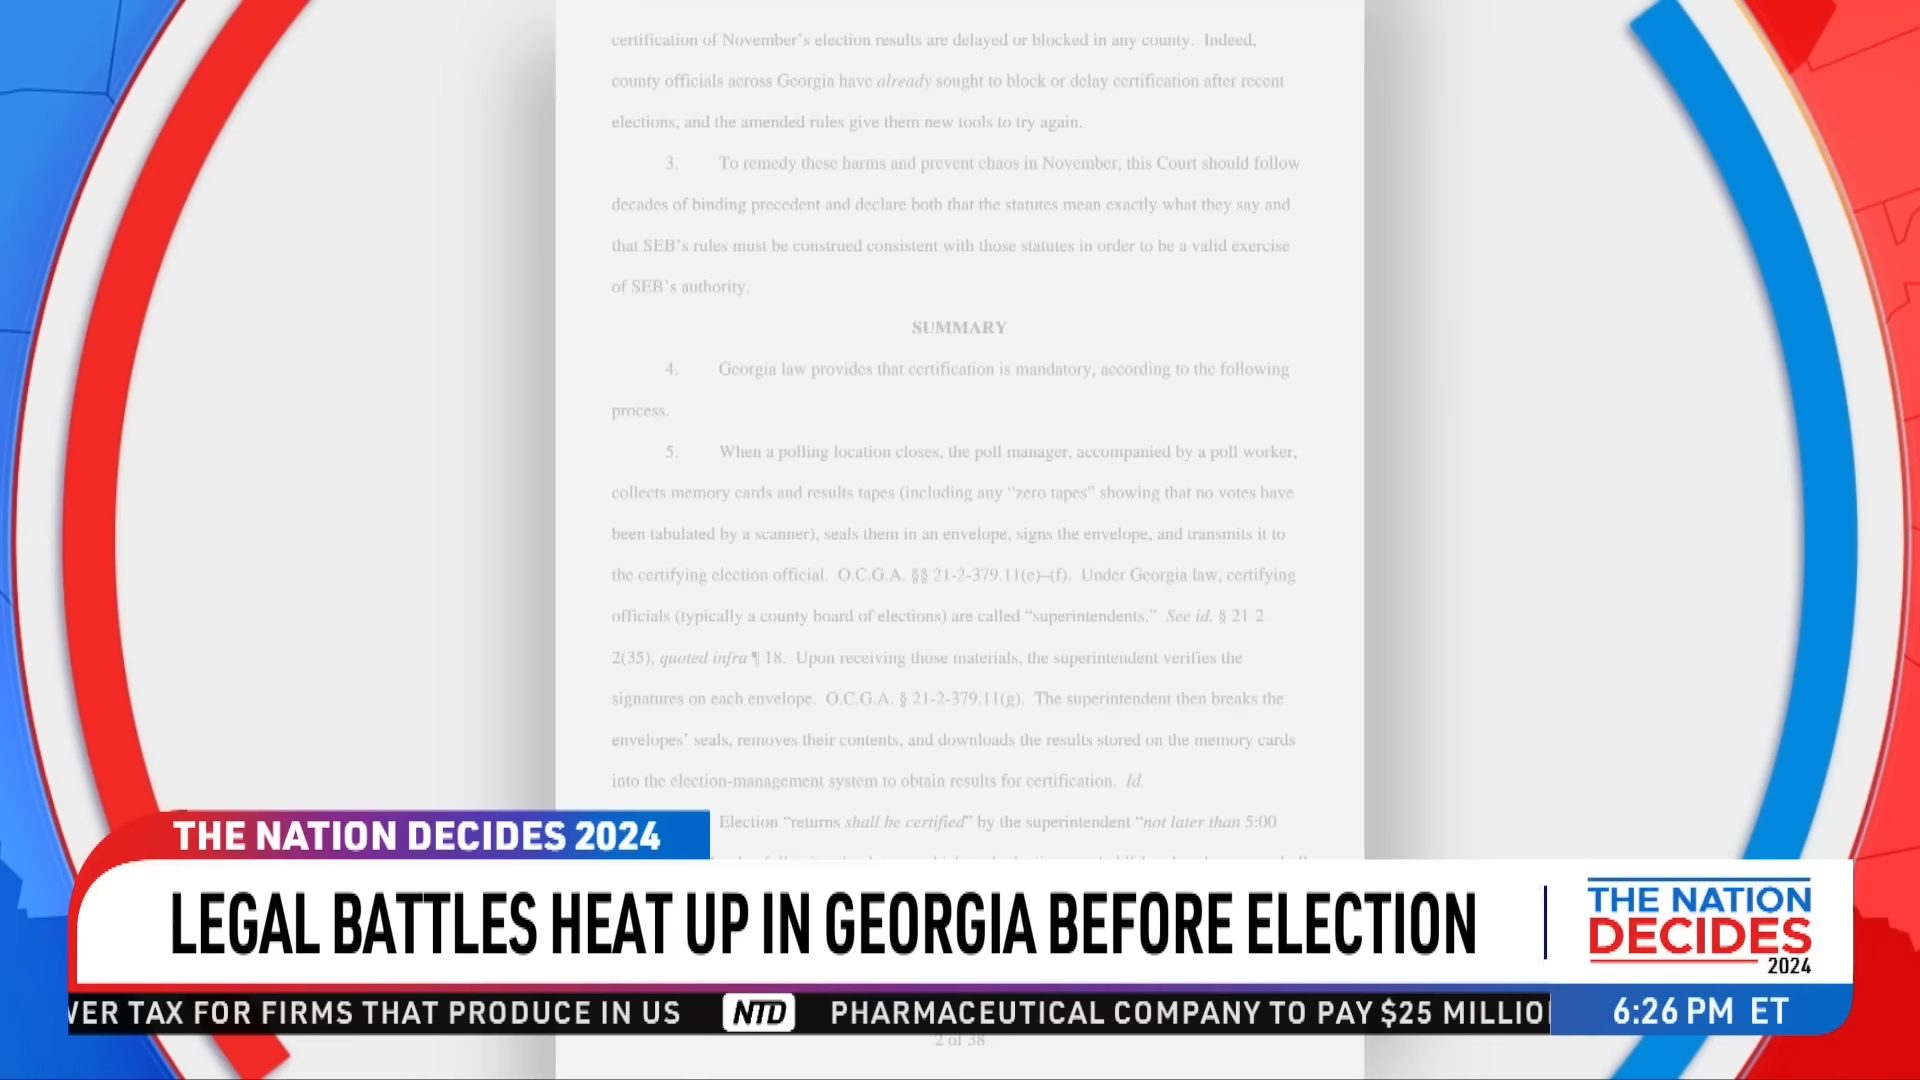 certification of November's election results are delayed or blocked in any county. Indeed,
county officials across Georgia have already sought to block or delay certification after recent
elections, and the amended rules give them new tools to try again.
3. To remedy these harms and prevent chaos in November, this Court should follow
decades of binding precedent and declare both that the statutes mean exactly what they say and
that SEB's rules must be construed consistent with those statutes in order to be a valid exercise
of SEB's authority.
SUMMARY
4. Georgia law provides that certification is mandatory, according to the following
process.
5. When a polling location closes, the poll manager, accompanied by a poll worker,
collects memory cards and results tapes (including any “zero tapes” showing that no votes have
been tabulated by a scanner), seals them in an envelope, signs the envelope, and transmits it to
the certifying election official. O.C.G.A. §§ 21-2-379.11(e)–(f). Under Georgia law, certifying
officials (typically a county board of elections) are called “superintendents.” See id. § 21 2
2(35), quoted infra ¶ 18. Upon receiving those materials, the superintendent verifies the
signatures on each envelope. O.C.G.A. § 21-2-379.11(g). The superintendent then breaks the
envelopes' seals, removes their contents, and downloads the results stored on the memory cards
into the election-management system to obtain results for certification. Id.
Election “returns shall be certified” by the superintendent “not later than 5:00
THE NATION DECIDES 2024
LEGAL BATTLES HEAT UP IN GEORGIA BEFORE ELECTION
THE NATION
DECIDES
2024
VER TAX FOR FIRMS THAT PRODUCE IN US NTD PHARMACEUTICAL COMPANY TO PAY $25 MILLIO
6:26 PM ET
2 of 38